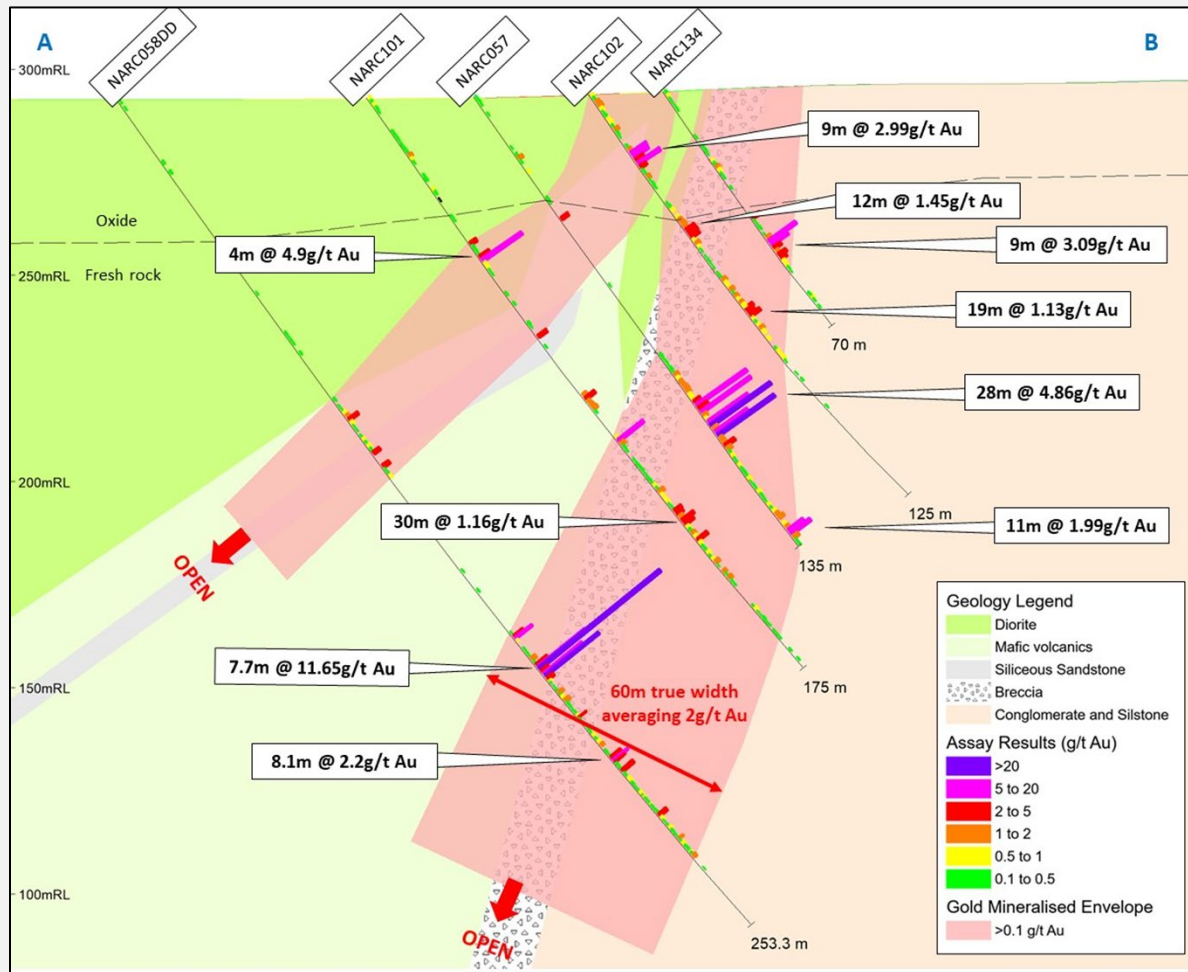 A
B
NARC058DD
NARC101
NARC057
NARC102
NARC134
300mRL
9m @ 2.99g/t Au
12m @ 1.45g/t Au
Oxide
4m @ 4.9g/t Au
9m @ 3.09g/t Au
250mRL
Fresh rock
19m @ 1.13g/t Au
70 m
28m @ 4.86g/t Au
200mRL
125 m
30m @ 1.16g/t Au
11m @ 1.99g/t Au
OPEN
135 m
7.7m @ 11.65g/t Au
175 m
150mRL
60m true width
averaging 2g/t Au
8.1m @ 2.2g/t Au
100mRL
OPEN
253.3 m
Geology Legend
Diorite
Mafic volcanics
Siliceous Sandstone
Breccia
Conglomerate and Silstone
Assay Results (g/t Au)
>20
5 to 20
2 to 5
1 to 2
0.5 to 1
0.1 to 0.5
Gold Mineralised Envelope
>0.1 g/t Au